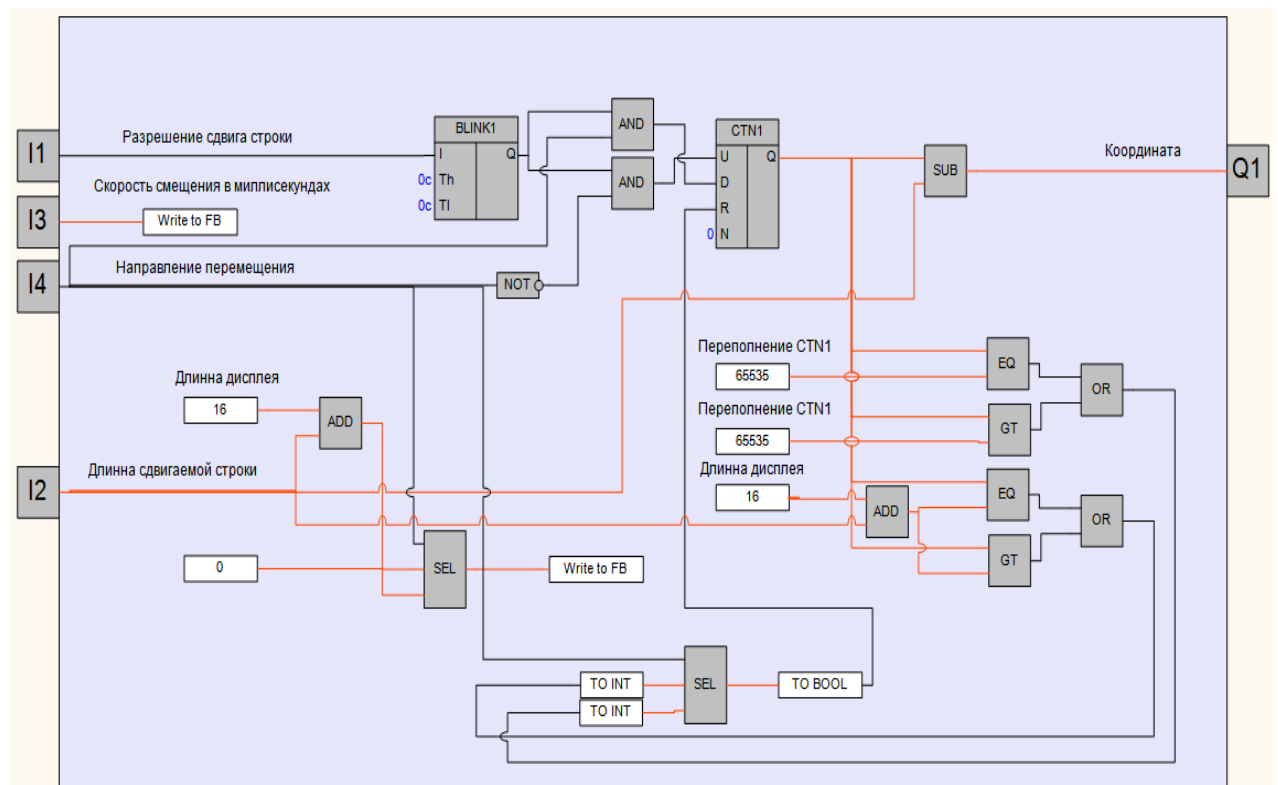 I1
Разрешение сдвига строки
BLINK1
I
Q
0с Th
0с Tl
AND
AND
CTN1
U
Q
D
R
0 N
SUB
Координата
Q1
I3
Скорость смещения в миллисекундах
Write to FB
I4
Направление перемещения
NOT
Длинна дисплея
16
ADD
Переполнение CTN1
65535
EQ
OR
Переполнение CTN1
65535
GT
I2
Длинна сдвигаемой строки
Длинна дисплея
16
ADD
EQ
OR
GT
0
SEL
Write to FB
TO INT
TO INT
SEL
TO BOOL